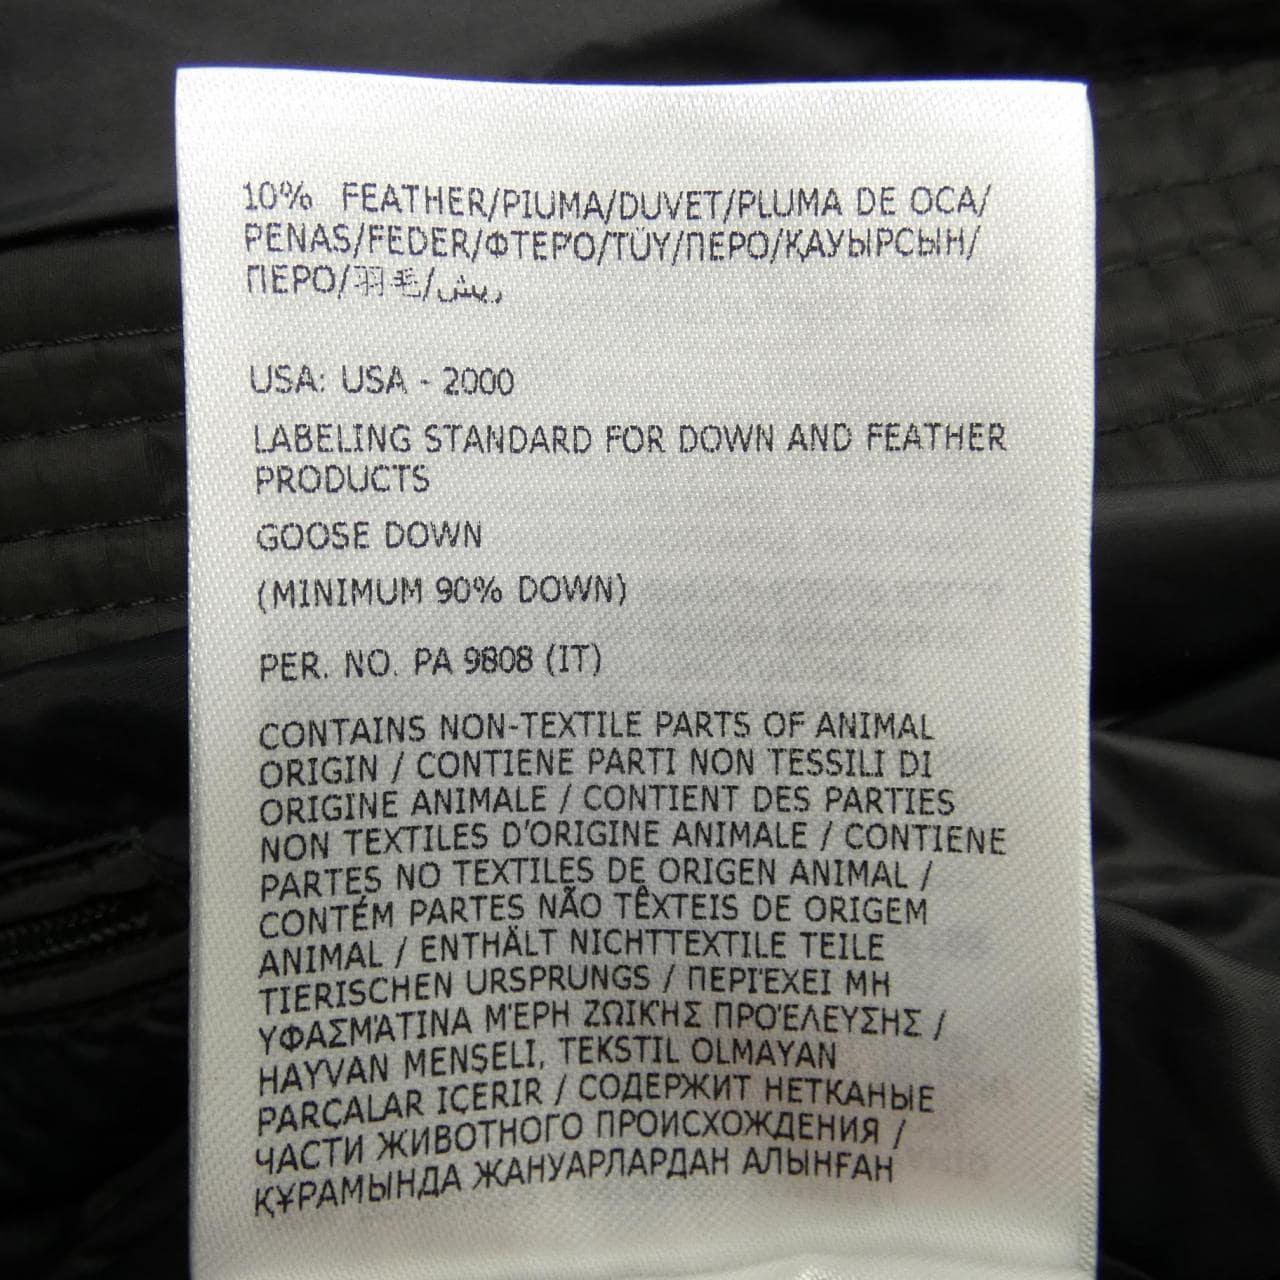 10% FEATHER/PIUMA/DUVET/PLUMA DE OCA/
PENAS/FEDER/ΦΤΕΡΌ/TÜY/ПЕРО/ҚАУЫРСЫН/
ПЕРО/羽毛/ريش
USA: USA - 2000
LABELING STANDARD FOR DOWN AND FEATHER
PRODUCTS
GOOSE DOWN
(MINIMUM 90% DOWN)
PER. NO. PA 9808 (IT)
CONTAINS NON-TEXTILE PARTS OF ANIMAL
ORIGIN / CONTIENE PARTI NON TESSILI DI
ORIGINE ANIMALE / CONTIENT DES PARTIES
NON TEXTILES D'ORIGINE ANIMALE / CONTIENE
PARTES NO TEXTILES DE ORIGEN ANIMAL /
CONTÉM PARTES NÃO TÊXTEIS DE ORIGEM
ANIMAL / ENTHÄLT NICHTTEXTILE TEILE
TIERISCHEN URSPRUNGS / ΠΕΡΙΈΧΕΙ ΜΗ
ΥΦΑΣΜΆΤΙΝΑ ΜΈΡΗ ΖΩΙΚΉΣ ΠΡΟΈΛΕΥΣΗΣ /
HAYVAN MENŞELI, TEKSTIL OLMAYAN
PARÇALAR IÇERIR / СОДЕРЖИТ НЕТКАНЫЕ
ЧАСТИ ЖИВОТНОГО ПРОИСХОЖДЕНИЯ /
ҚҰРАМЫНДА ЖАНУАРЛАРДАН АЛЫНҒАН